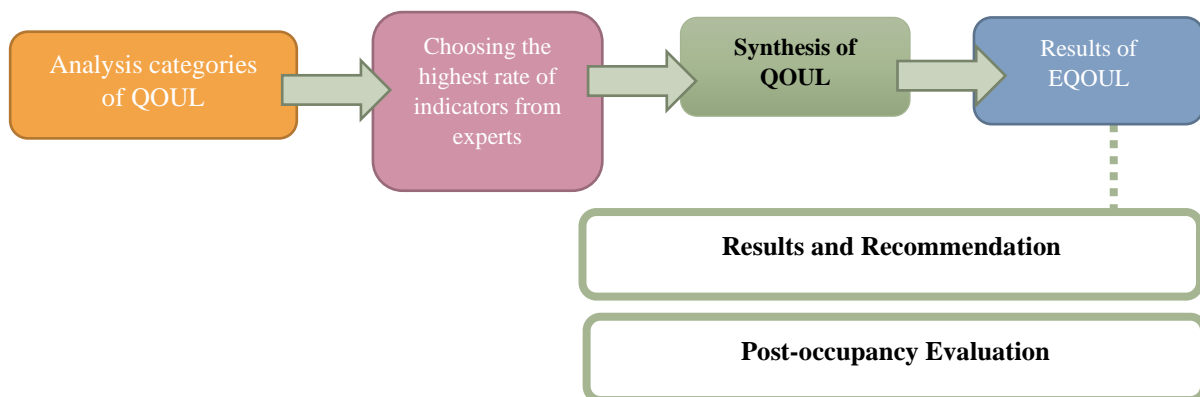 Analysis categories
of QOUL
Choosing the
highest rate of
indicators from
experts
Synthesis of
QOUL
Results of
EQOUL
Results and Recommendation
Post-occupancy Evaluation